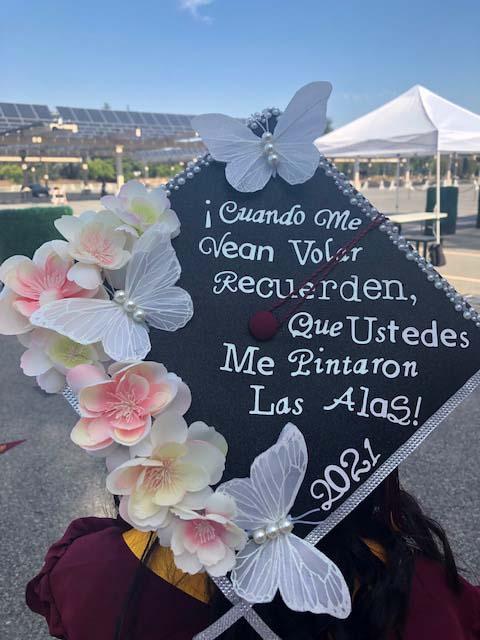 ¡Cuando Me
Vean Volar
Recuerden,
Que Ustedes
Me Pintaron
Las Alas!
2021